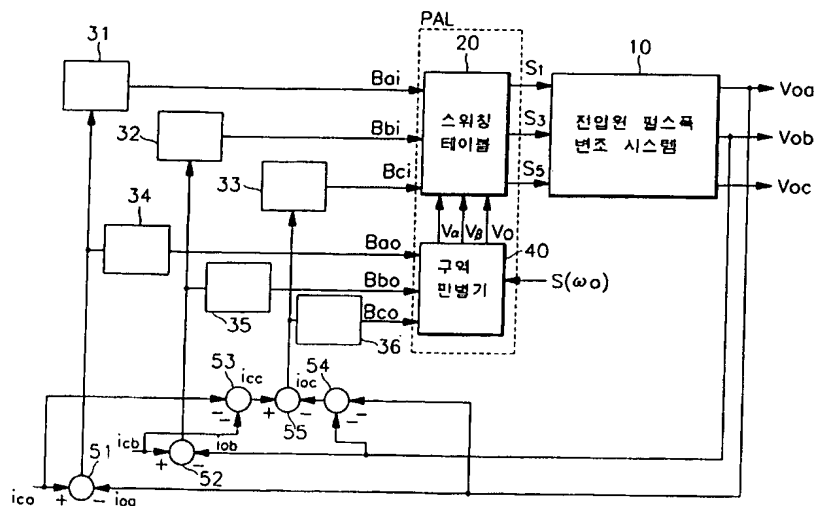 PAL
31
20
10
Bai
스위칭
테이블
S1
전압원 펄스폭
변조 시스템
Voa
32
Bbi
S3
Vob
33
Bci
S5
Voc
34
Vα
Vβ
VO
Bao
구역
판별기
40
S(ωo)
35
Bbo
36
Bco
53
icc
ioc
54
-
-
+
-
-
-
55
icb
iob
+
-
52
51
ico
+
-
ioa